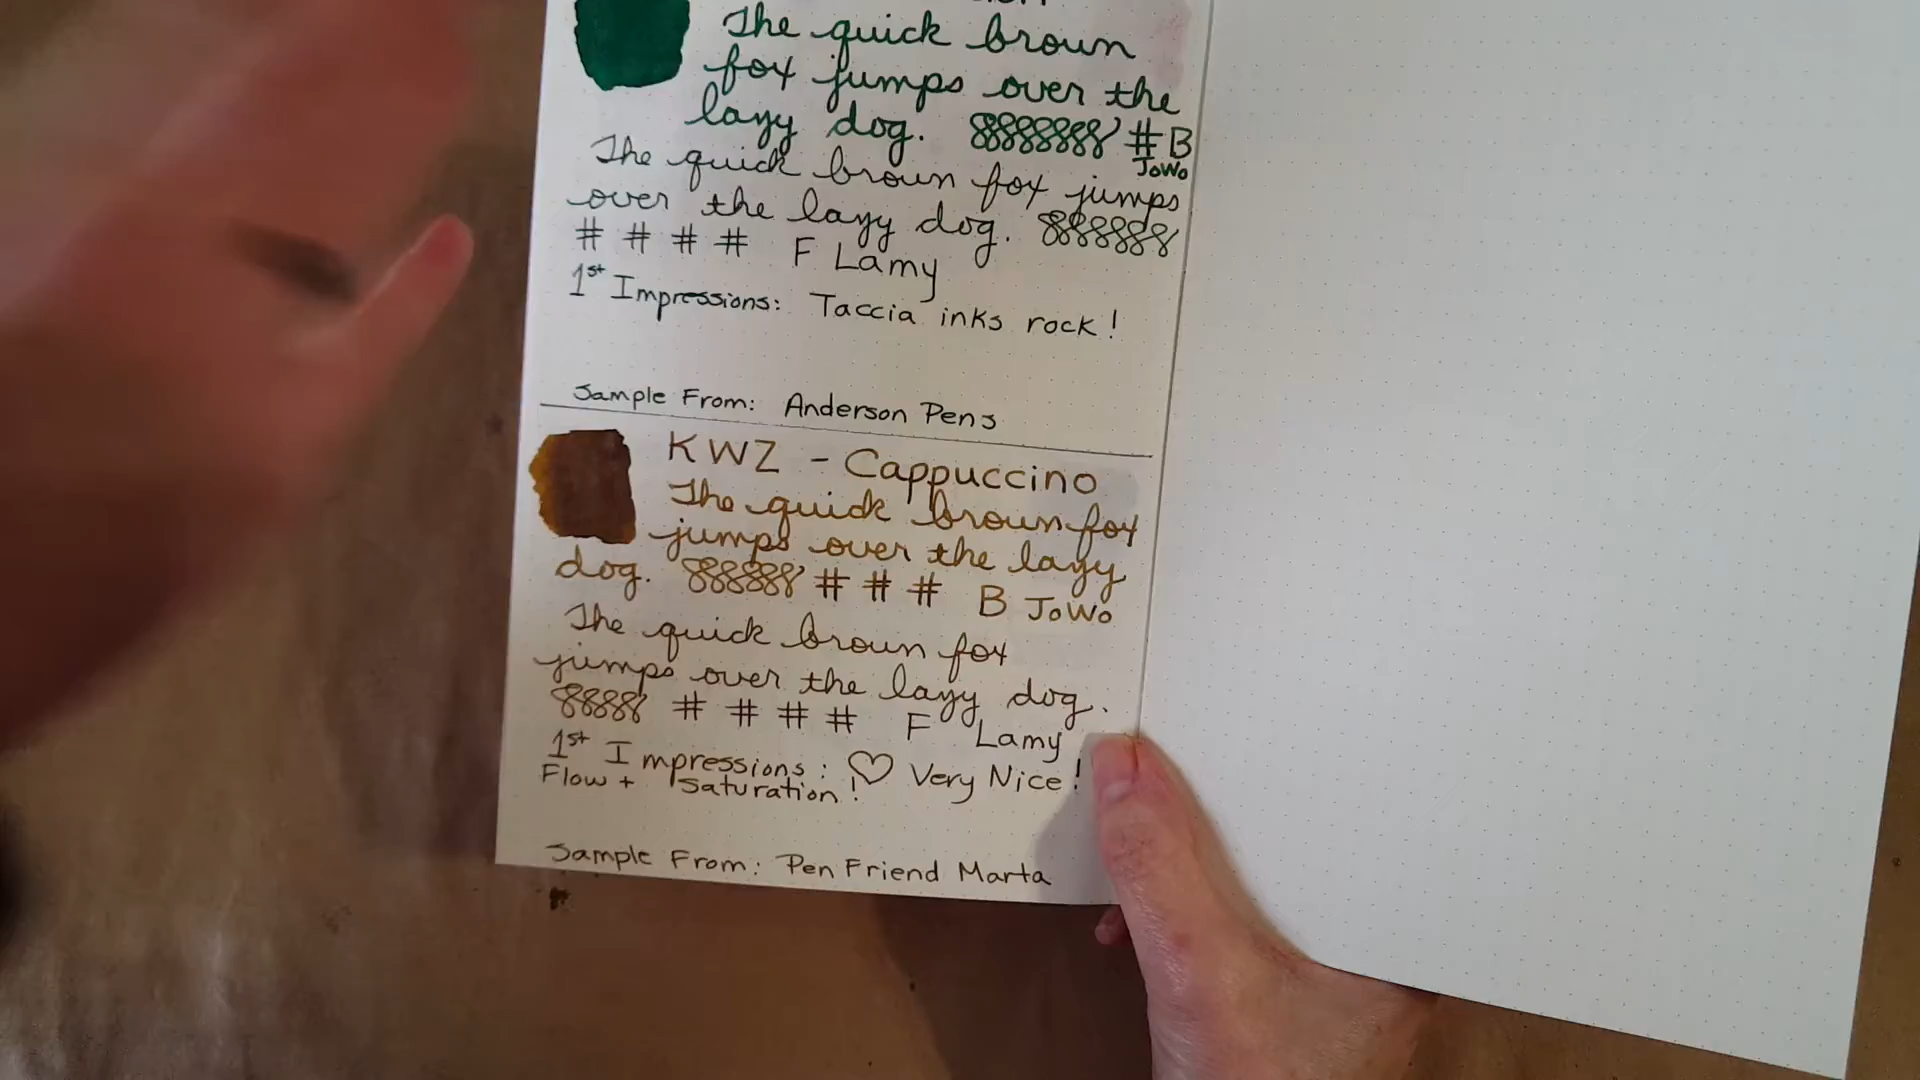 The quick brown
fox jumps over the
lazy dog. 88888888 # B
JoWo
The quick brown fox jumps
over the lazy dog. 8888888
# # # # F Lamy
1st Impressions: Taccia inks rock!
Sample From: Anderson Pens
KWZ - Cappuccino
The quick brown fox
jumps over the lazy
dog. 888888 # # # B JoWo
The quick brown fox
jumps over the lazy dog.
88888 # # # # F Lamy
1st Impressions: ♡ Very Nice!
Flow + Saturation!
Sample From: Pen Friend Marta